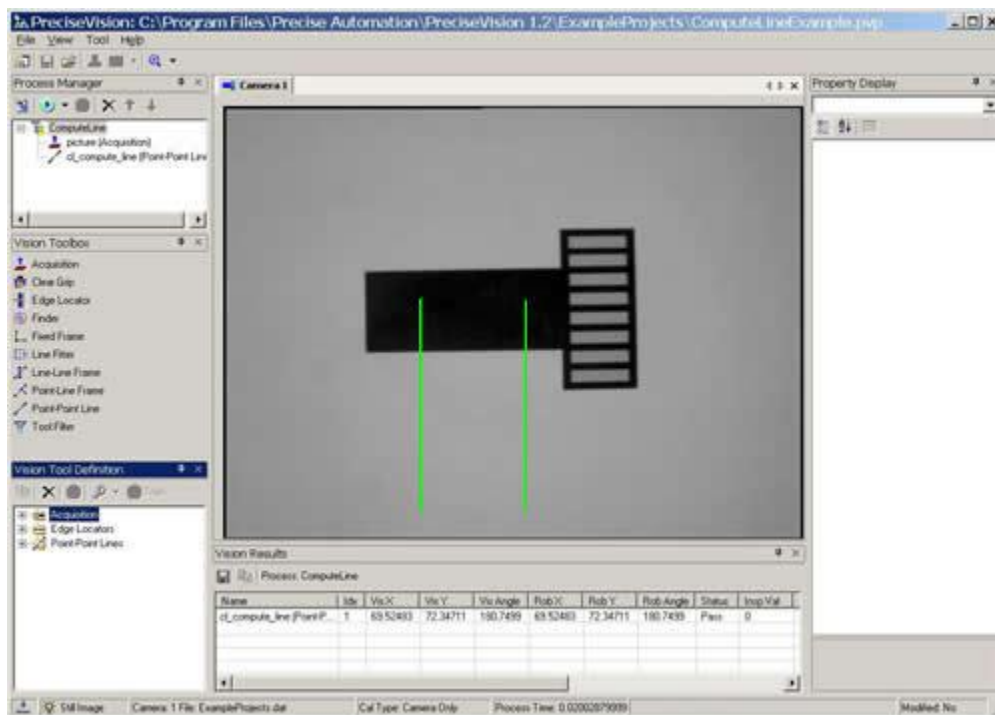 PreciseVision: C:\Program Files\Precise Automation\PreciseVision 1.2\ExampleProjects\ComputeLineExample.pvp
File View Tool Help
Process Manager
ComputeLine
picture (Acquisition)
cl_compute_line (Point-Point Line
Vision Toolbox
Acquisition
Clear Grip
Edge Locator
Finder
Fixed Frame
Line Fitter
Line-Line Frame
Point-Line Frame
Point-Point Line
Tool Filter
Vision Tool Definition
Acquisition
Edge Locators
Point-Point Lines
Camera 1
Vision Results
Process: ComputeLine
Name Idx Vis X Vis Y Vis Angle Rob X Rob Y Rob Angle Status Insp Val
cl_compute_line (Point-P... 1 69.52483 72.34711 180.7499 69.52483 72.34711 180.7499 Pass 0
Property Display
Still Image Camera: 1 File: ExampleProjects.dat Cal Type: Camera Only Process Time: Modified: No